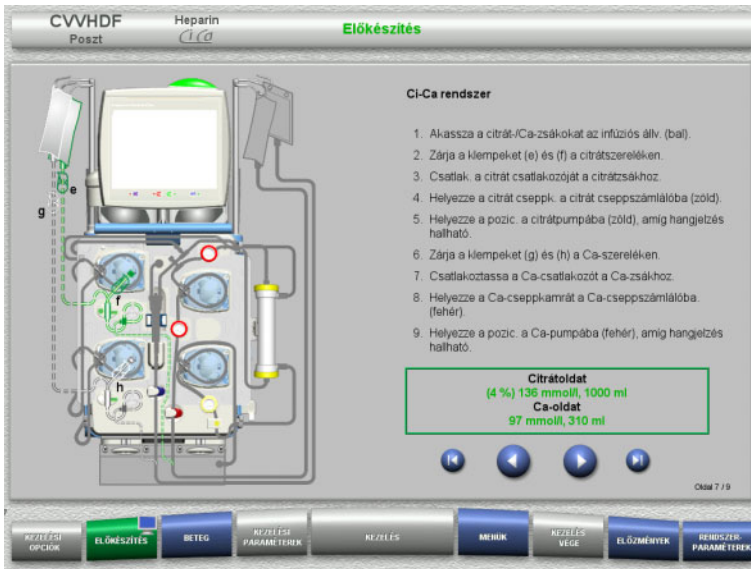 CVVHDF
Poszt
Heparin
Ci Ca
Előkészítés
Ci-Ca rendszer
1. Akassza a citrát-/Ca-zsákokat az infúziós állv. (bal).
2. Zárja a klempeket (e) és (f) a citrátszereléken.
3. Csatlak. a citrát csatlakozóját a citrátzsákhoz.
4. Helyezze a citrát cseppk. a citrát cseppszámlálóba (zöld).
5. Helyezze a pozic. a citrátpumpába (zöld), amíg hangjelzés
hallható.
6. Zárja a klempeket (g) és (h) a Ca-szereléken.
7. Csatlakoztassa a Ca-csatlakozót a Ca-zsákhoz.
8. Helyezze a Ca-cseppkamrát a Ca-cseppszámlálóba.
(fehér).
9. Helyezze a pozic. a Ca-pumpába (fehér), amíg hangjelzés
hallható.
e
g
f
h
Citrátoldat
(4 %) 136 mmol/l, 1000 ml
Ca-oldat
97 mmol/l, 310 ml
Oldal 7 / 9
KEZELÉSI
OPCIÓK
ELŐKÉSZÍTÉS
BETEG
KEZELÉSI
PARAMÉTEREK
KEZELÉS
MENÜK
KEZELÉS
VÉGE
ELŐZMÉNYEK
RENDSZER-
PARAMÉTEREK